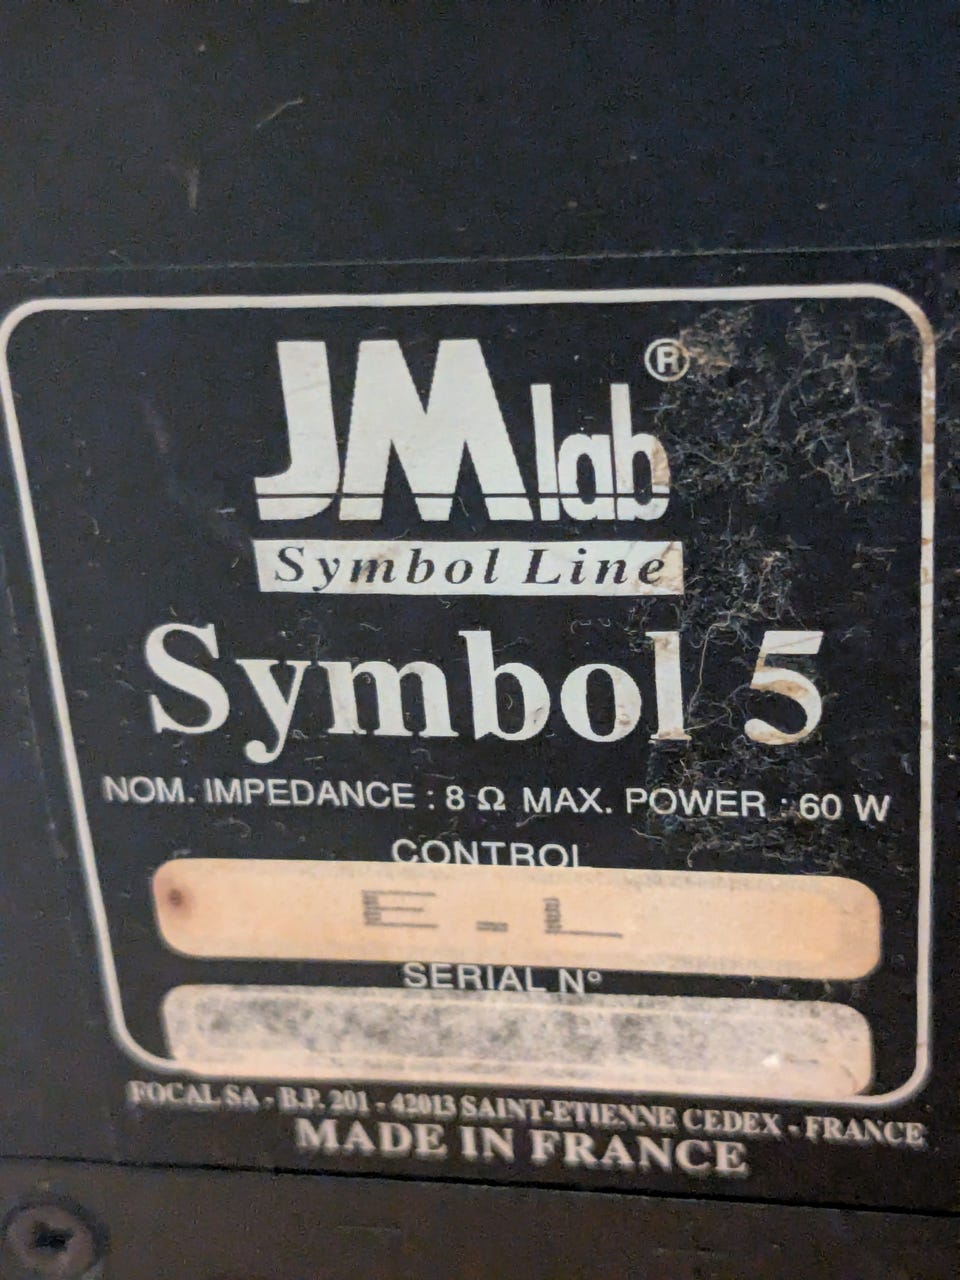 JMlab®
Symbol Line
Symbol 5
NOM. IMPEDANCE : 8 Ω MAX. POWER : 60 W
CONTROL
E.L
SERIAL N°
FOCAL SA - B.P. 201 - 42013 SAINT-ETIENNE CEDEX - FRANCE
MADE IN FRANCE